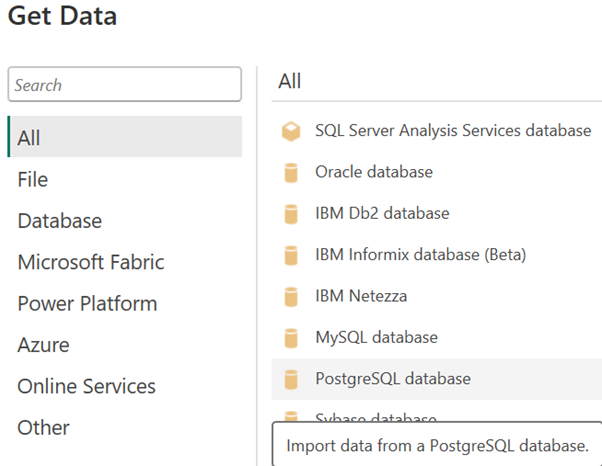 Get Data
Search
All
File
Database
Microsoft Fabric
Power Platform
Azure
Online Services
Other
All
SQL Server Analysis Services database
Oracle database
IBM Db2 database
IBM Informix database (Beta)
IBM Netezza
MySQL database
PostgreSQL database
Sybase database
Import data from a PostgreSQL database.